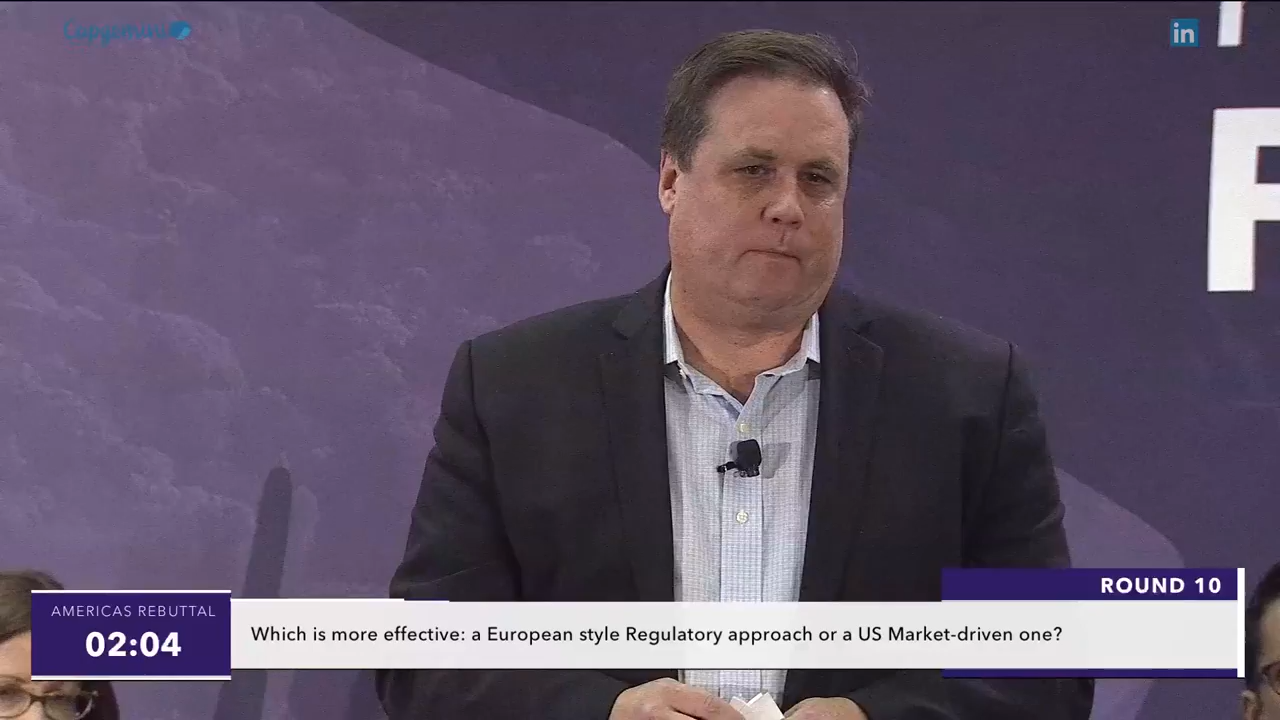 Capgemini
in
AMERICAS REBUTTAL
02:04
ROUND 10
Which is more effective: a European style Regulatory approach or a US Market-driven one?